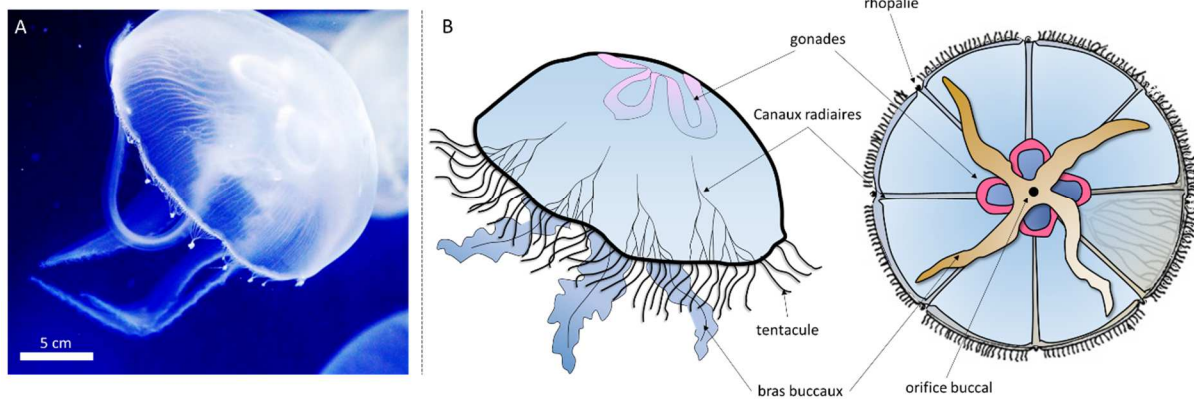 A
5 cm
B
rhopalie
gonades
Canaux radiaires
tentacule
bras buccaux
orifice buccal